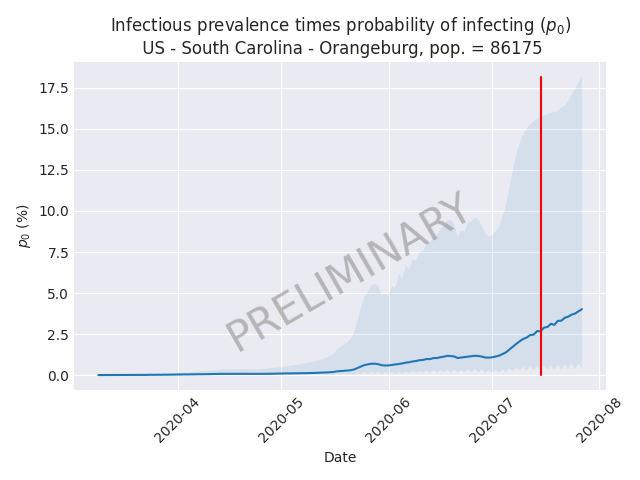 Infectious prevalence times probability of infecting (p₀)
US - South Carolina - Orangeburg, pop. = 86175
17.5
15.0
12.5
10.0
7.5
5.0
2.5
0.0
p₀ (%)
PRELIMINARY
2020-04
2020-05
2020-06
2020-07
2020-08
Date